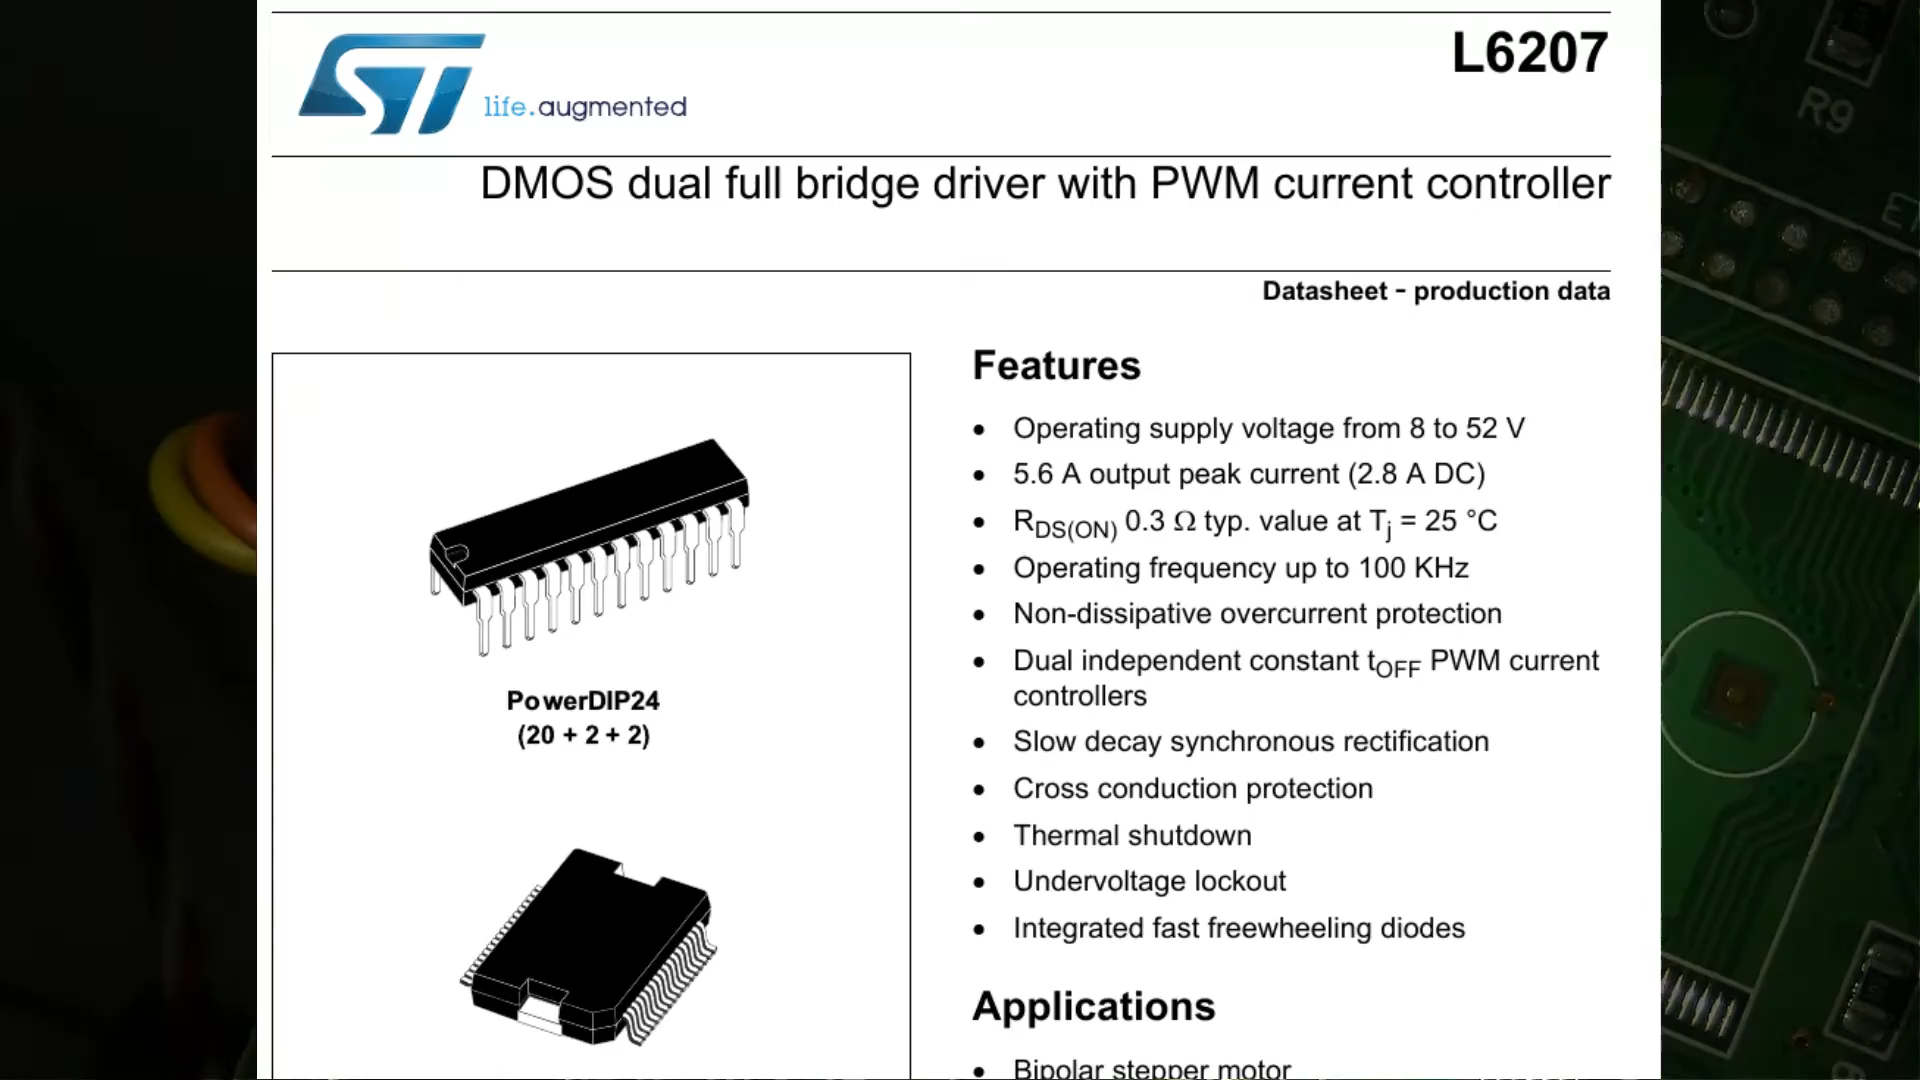 L6207
ST
life.augmented
DMOS dual full bridge driver with PWM current controller
Datasheet - production data
PowerDIP24
(20 + 2 + 2)
Features
• Operating supply voltage from 8 to 52 V
• 5.6 A output peak current (2.8 A DC)
• RDS(ON) 0.3 Ω typ. value at Tj = 25 °C
• Operating frequency up to 100 KHz
• Non-dissipative overcurrent protection
• Dual independent constant tOFF PWM current
controllers
• Slow decay synchronous rectification
• Cross conduction protection
• Thermal shutdown
• Undervoltage lockout
• Integrated fast freewheeling diodes
Applications
• Bipolar stepper motor
R9